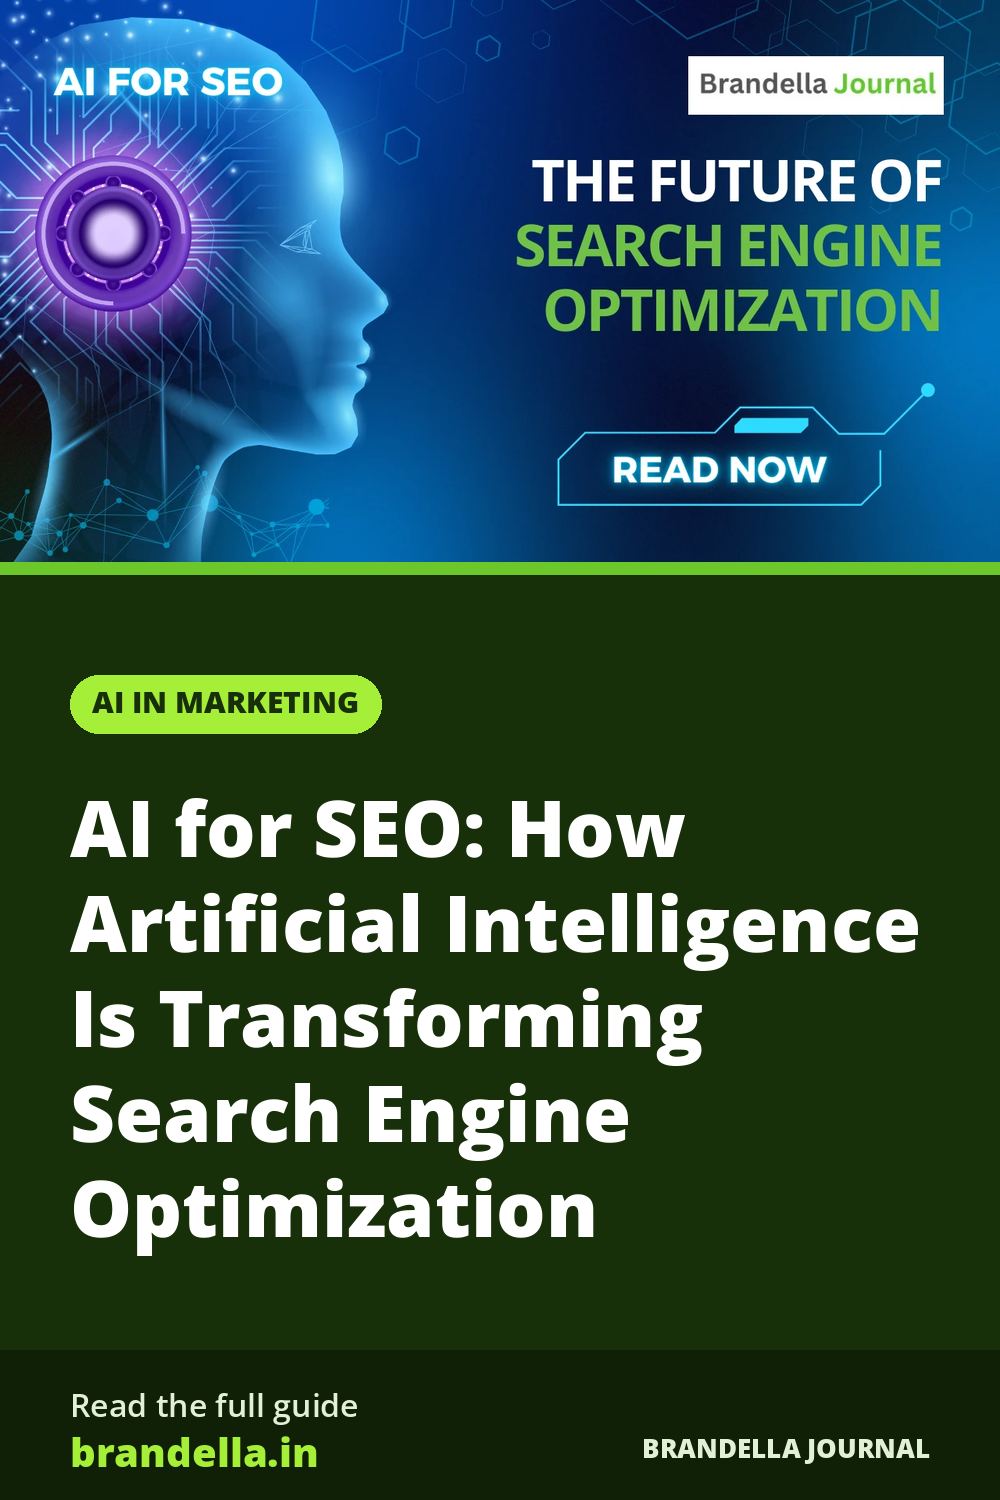 AI FOR SEO
Brandella Journal
THE FUTURE OF
SEARCH ENGINE
OPTIMIZATION
READ NOW
AI IN MARKETING
AI for SEO: How
Artificial Intelligence
Is Transforming
Search Engine
Optimization
Read the full guide
brandella.in
BRANDELLA JOURNAL